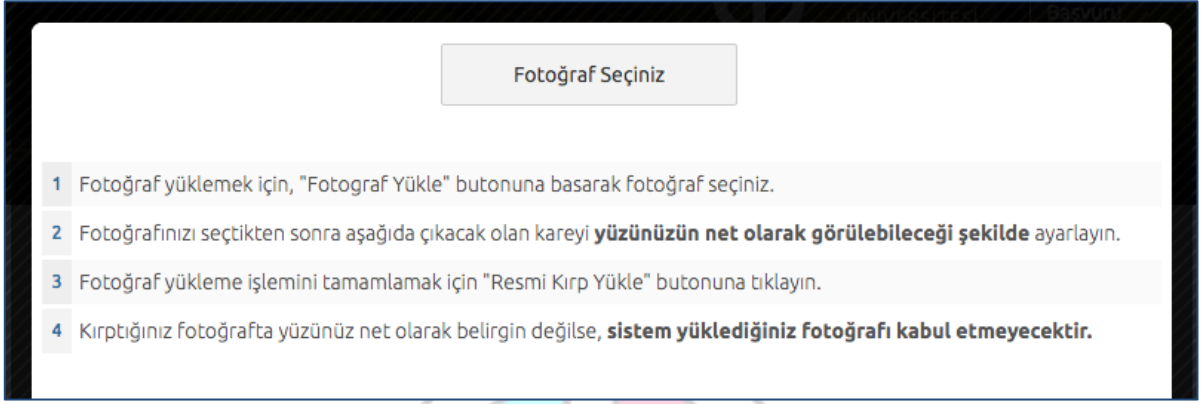 Başvuru
Fotoğraf Seçiniz
1 Fotoğraf yüklemek için, "Fotograf Yükle" butonuna basarak fotoğraf seçiniz.
2 Fotoğrafınızı seçtikten sonra aşağıda çıkacak olan kareyi yüzünüzün net olarak görülebileceği şekilde ayarlayın.
3 Fotoğraf yükleme işlemini tamamlamak için "Resmi Kırp Yükle" butonuna tıklayın.
4 Kırptığınız fotoğrafta yüzünüz net olarak belirgin değilse, sistem yüklediğiniz fotoğrafı kabul etmeyecektir.